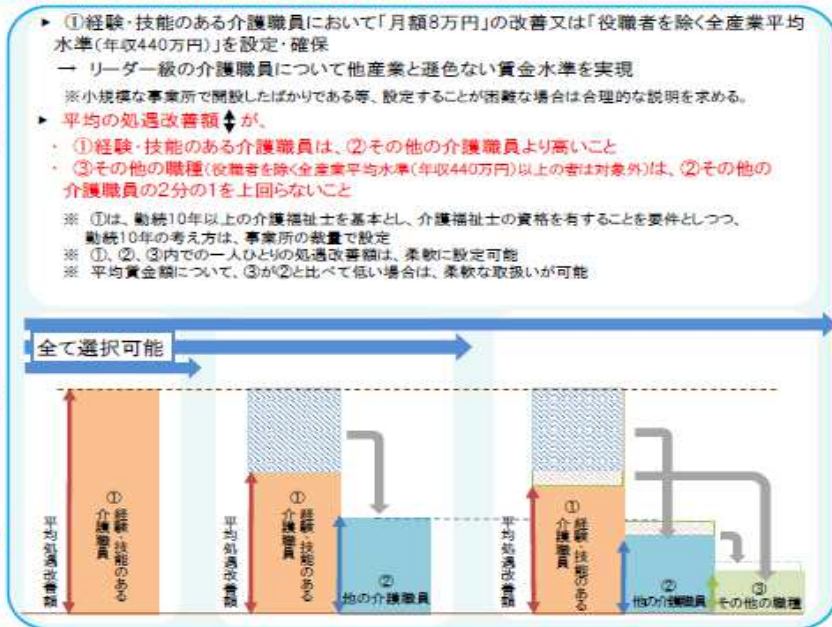 ▶ ①経験・技能のある介護職員において「月額8万円」の改善又は「役職者を除く全産業平均
水準(年収440万円)」を設定・確保
→ リーダー級の介護職員について他産業と遜色ない賃金水準を実現
※小規模な事業所で開設したばかりである等、設定することが困難な場合は合理的な説明を求める。
▶ 平均の処遇改善額 が、
・ ①経験・技能のある介護職員は、②その他の介護職員より高いこと
・ ③その他の職種(役職者を除く全産業平均水準(年収440万円)以上の者は対象外)は、②その他の
介護職員の2分の1を上回らないこと
※ ①は、勤続10年以上の介護福祉士を基本とし、介護福祉士の資格を有することを要件としつつ、
勤続10年の考え方は、事業所の裁量で設定
※ ①、②、③内での一人ひとりの処遇改善額は、柔軟に設定可能
※ 平均賃金額について、③が②と比べて低い場合は、柔軟な取扱いが可能
全て選択可能
平均処遇改善額
①
経験・技能のある
介護職員
平均処遇改善額
①
経験・技能のある
介護職員
②
他の介護職員
平均処遇改善額
①
経験・技能のある
介護職員
②
他の介護職員
③
その他の職種